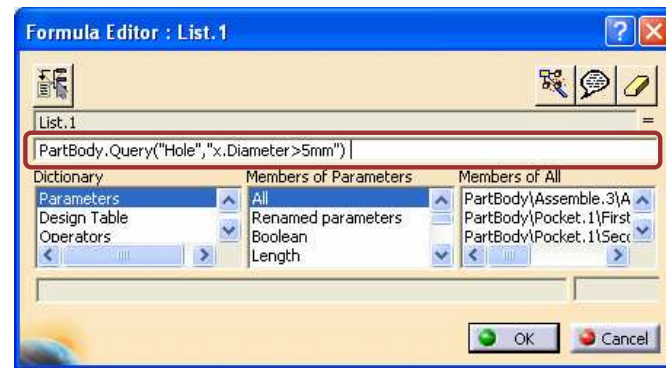 Formula Editor : List.1
List.1 =
PartBody.Query("Hole","x.Diameter>5mm")
Dictionary Members of Parameters Members of All
Parameters All PartBody\Assemble.3\A
Design Table Renamed parameters PartBody\Pocket.1\First
Operators Boolean PartBody\Pocket.1\Sec
Length
OK Cancel